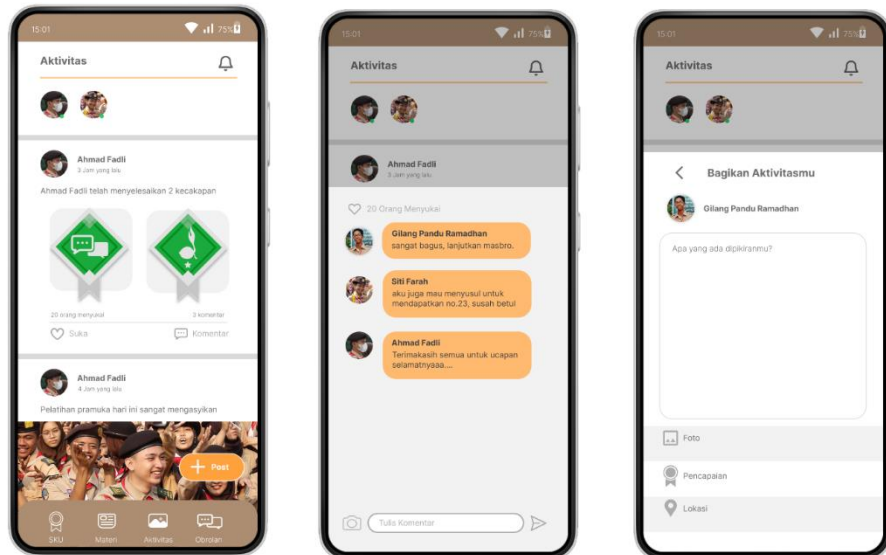 15:01
75%
Aktivitas
Ahmad Fadli
3 Jam yang lalu
Ahmad Fadli telah menyelesaikan 2 kecakapan
20 orang menyukai
3 komentar
Suka
Komentar
Ahmad Fadli
4 Jam yang lalu
Pelatihan pramuka hari ini sangat mengasyikan
+ Post
SKU
Materi
Aktivitas
Obrolan
15:01
75%
Aktivitas
Ahmad Fadli
3 Jam yang lalu
20 Orang Menyukai
Gilang Pandu Ramadhan
sangat bagus, lanjutkan masbro.
Siti Farah
aku juga mau menyusul untuk
mendapatkan no.23, susah betul
Ahmad Fadli
Terimakasih semua untuk ucapan
selamatnyaaa....
Tulis Komentar
15:01
75%
Aktivitas
Bagikan Aktivitasmu
Gilang Pandu Ramadhan
Apa yang ada dipikiranmu?
Foto
Pencapaian
Lokasi